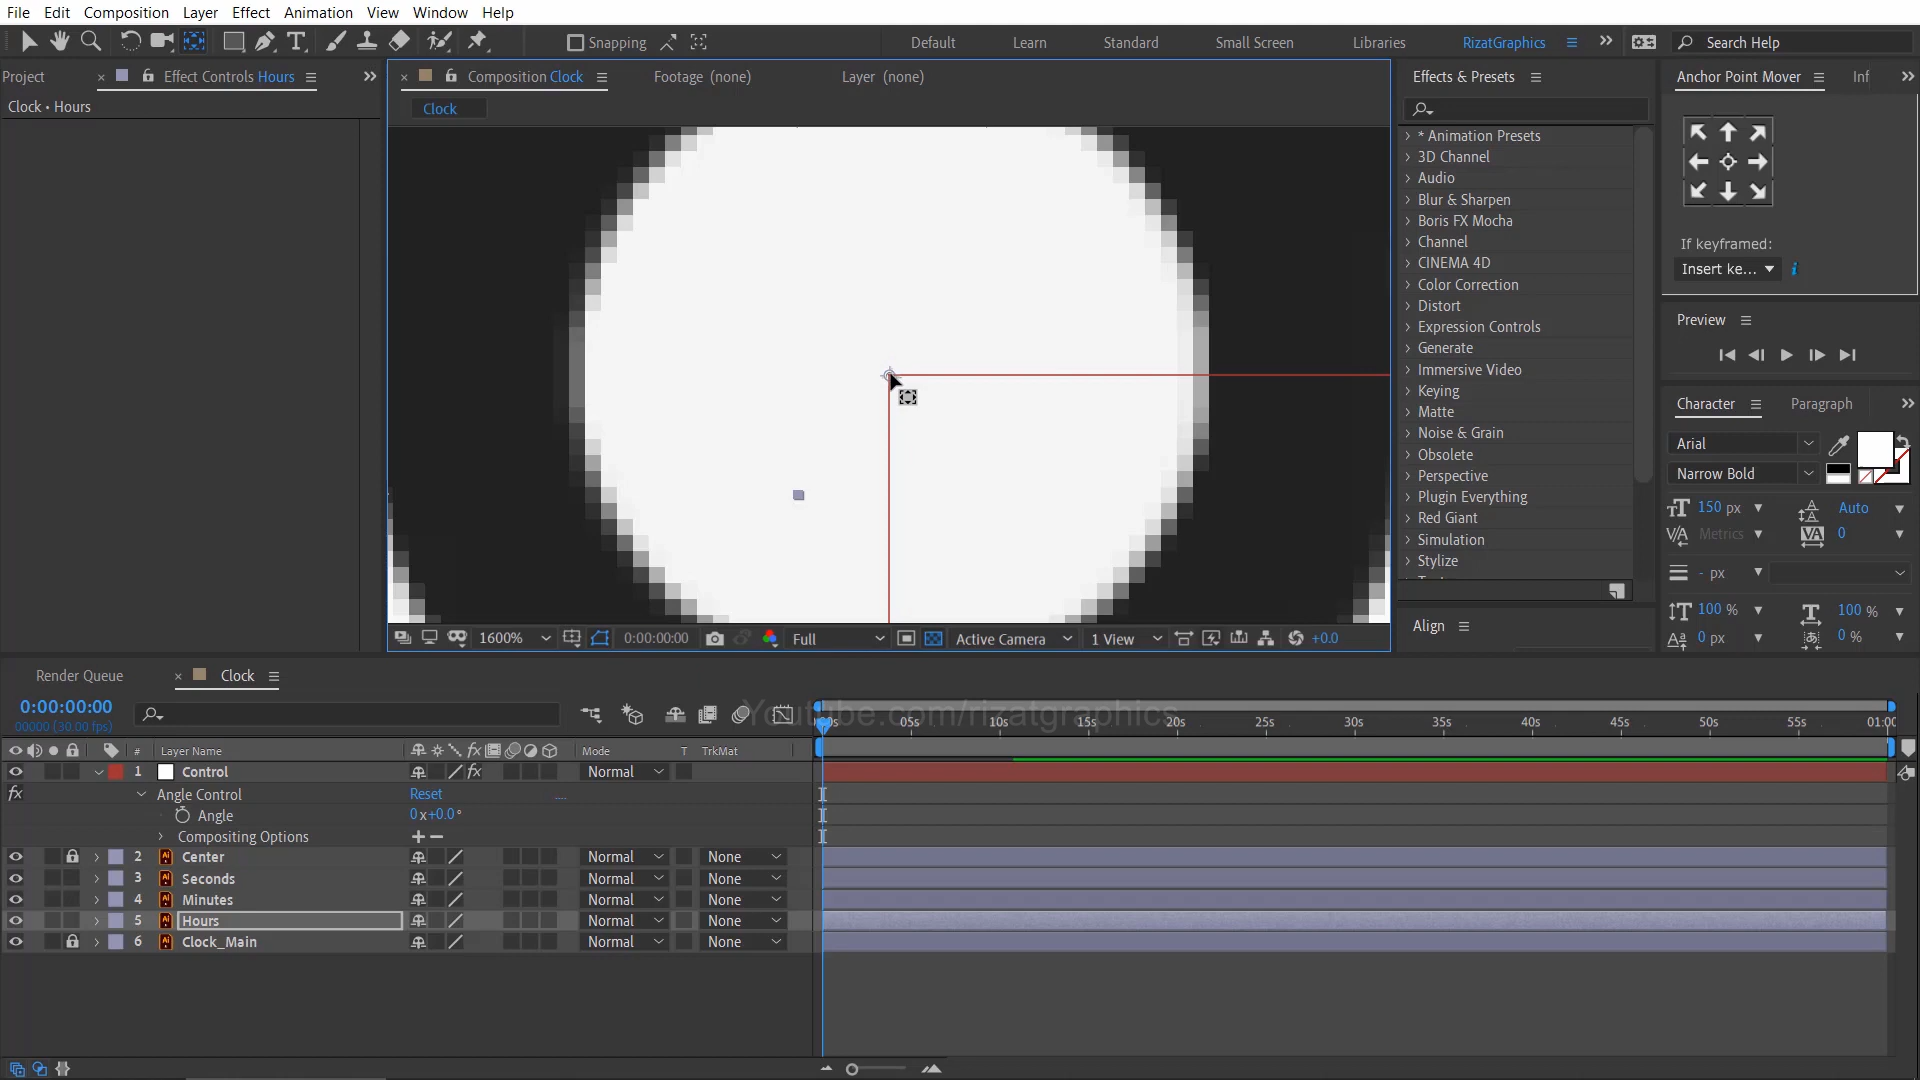 File Edit Composition Layer Effect Animation View Window Help
Snapping Default Learn Standard Small Screen Libraries RizatGraphics Search Help
Project Effect Controls Hours Composition Clock Footage (none) Layer (none) Effects & Presets Anchor Point Mover Inf
Clock • Hours
Clock
* Animation Presets
3D Channel
Audio
Blur & Sharpen
Boris FX Mocha
Channel
CINEMA 4D
Color Correction
Distort
Expression Controls
Generate
Immersive Video
Keying
Matte
Noise & Grain
Obsolete
Perspective
Plugin Everything
Red Giant
Simulation
Stylize
If keyframed:
Insert ke...
Preview
Character Paragraph
Arial
Narrow Bold
150 px Auto
Metrics 0
- px
100 % 100 %
0 px 0 %
Align
1600% 0:00:00:00 Full Active Camera 1 View +0.0
Render Queue Clock
0:00:00:00
00000 (30.00 fps)
Youtube.com/rizatgraphics
05s 10s 15s 20s 25s 30s 35s 40s 45s 50s 55s 01:00
# Layer Name Mode T TrkMat
1 Control Normal
Angle Control Reset
Angle 0x+0.0°
Compositing Options
2 Center Normal None
3 Seconds Normal None
4 Minutes Normal None
5 Hours Normal None
6 Clock_Main Normal None